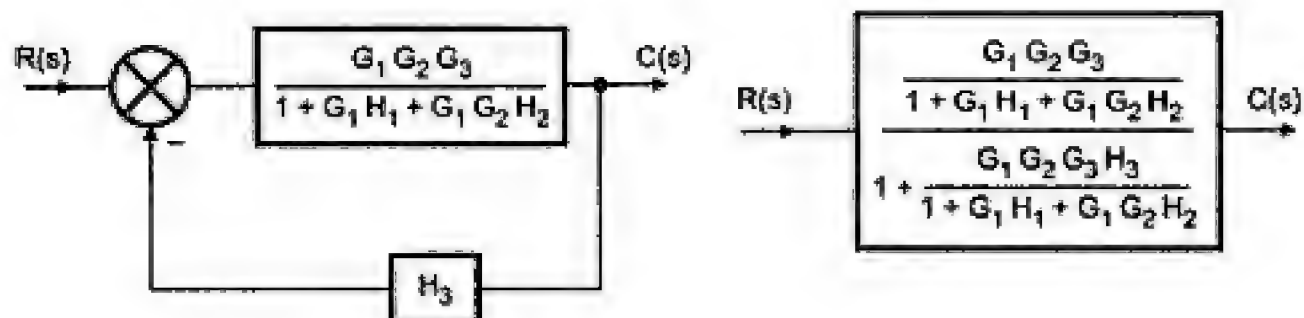 R(s)
G₁ G₂ G₃
1 + G₁ H₁ + G₁ G₂ H₂
C(s)
–
H₃
R(s)
G₁ G₂ G₃
1 + G₁ H₁ + G₁ G₂ H₂
1 +
G₁ G₂ G₃ H₃
1 + G₁ H₁ + G₁ G₂ H₂
C(s)